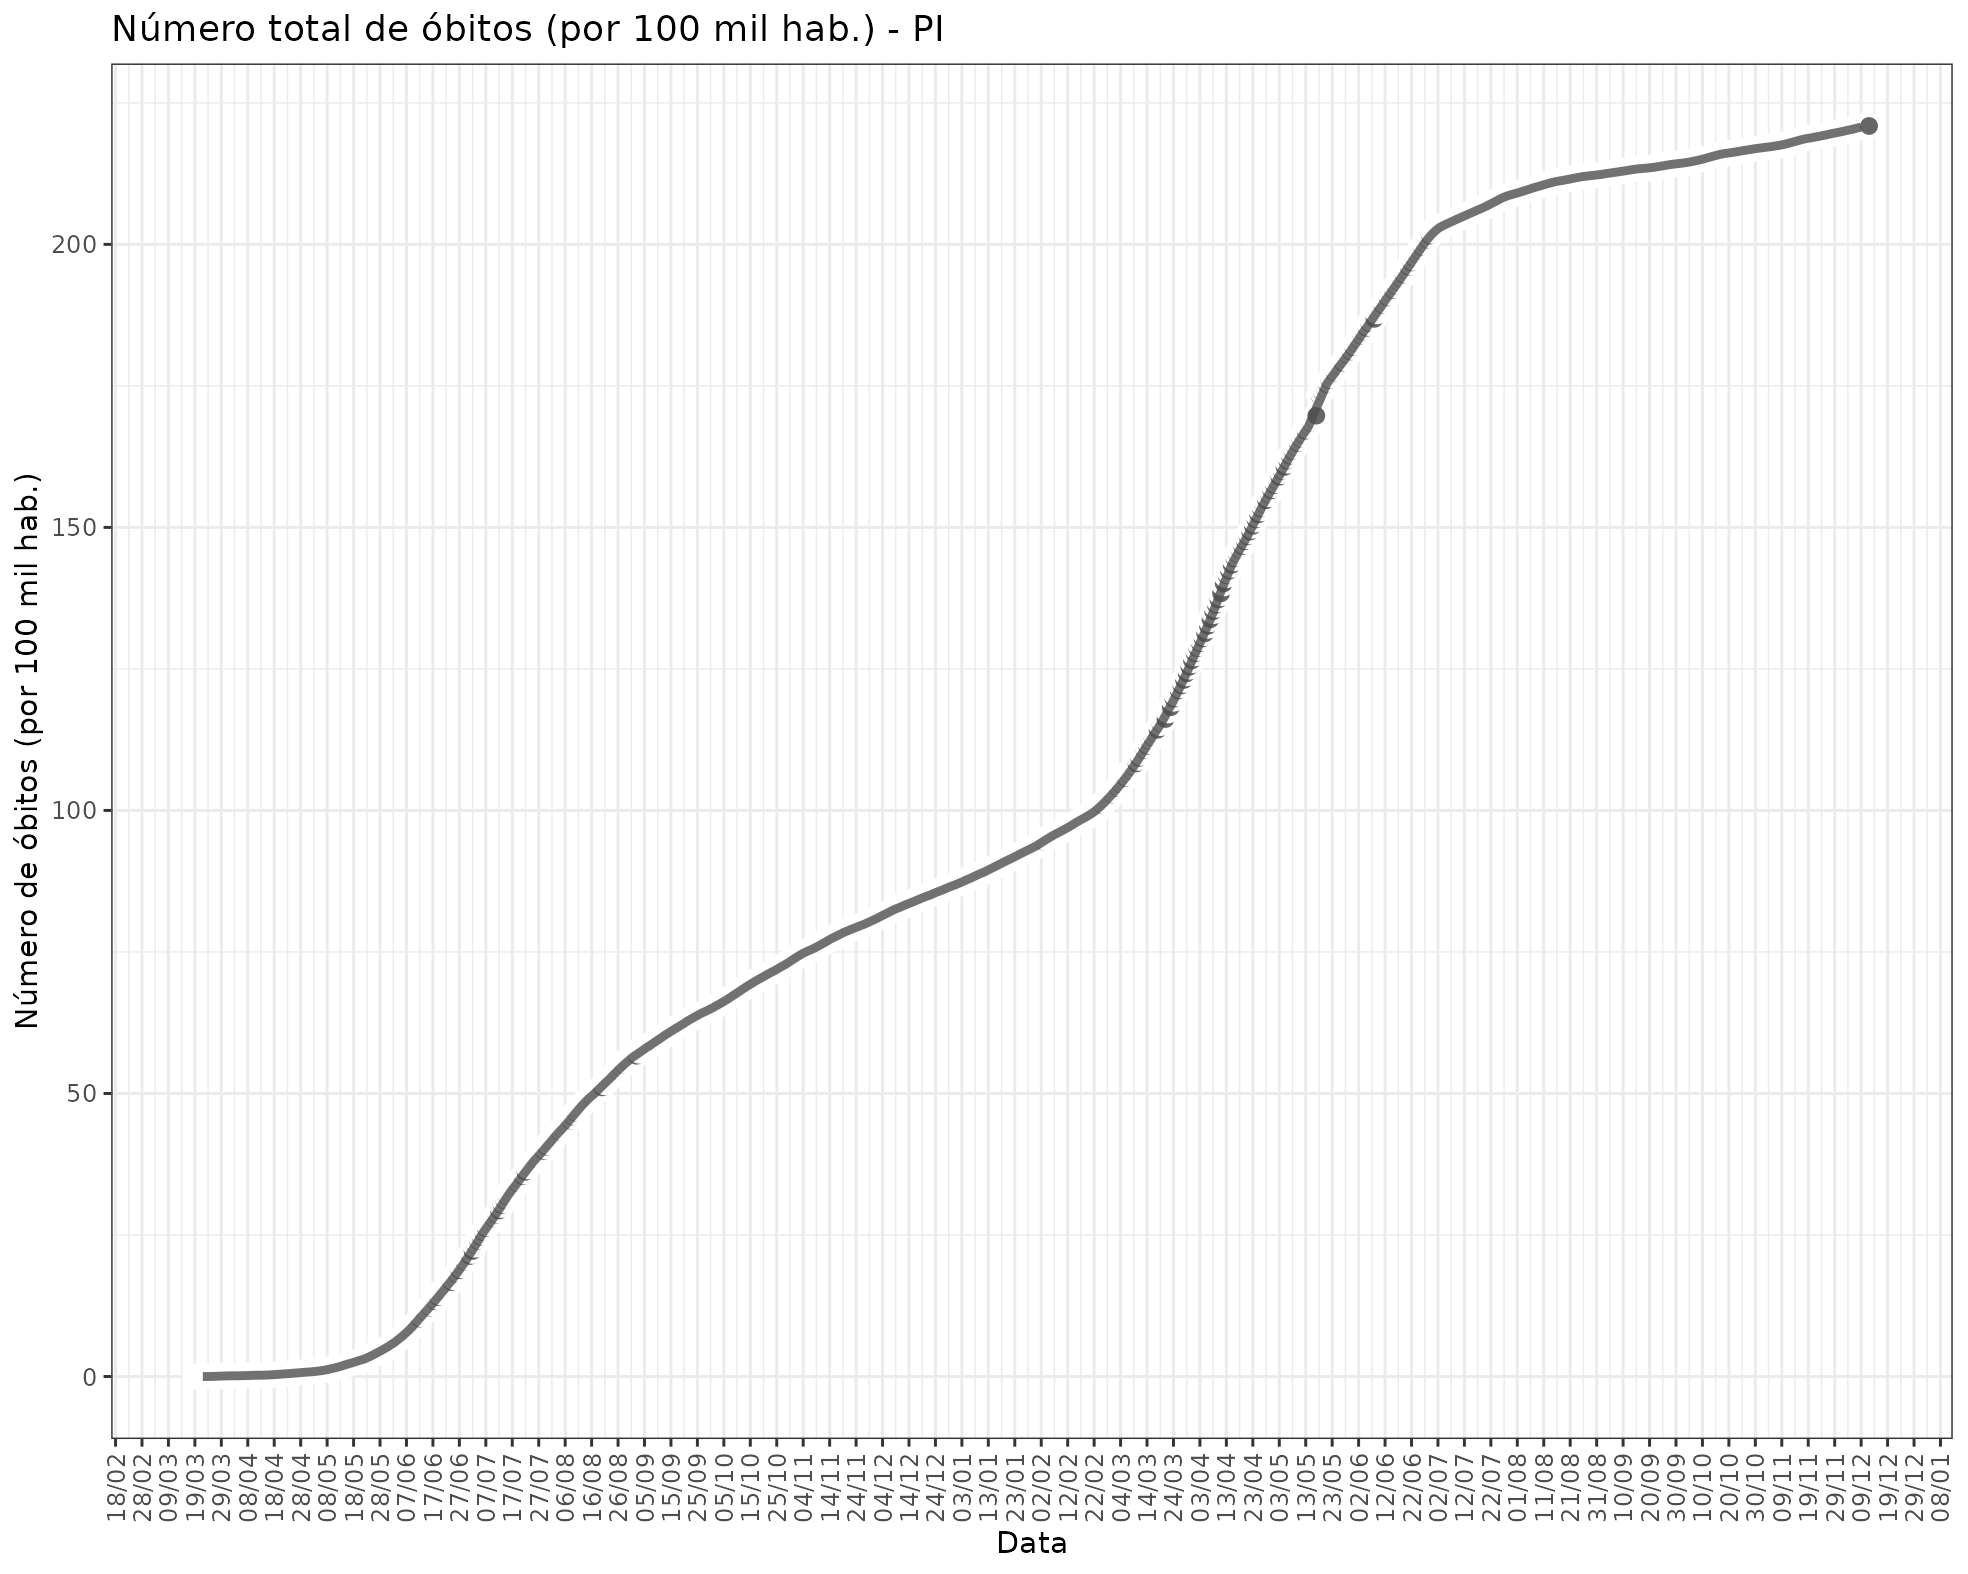 Número total de óbitos (por 100 mil hab.) - PI
Número de óbitos (por 100 mil hab.)
200
150
100
50
0
18/02 28/02 09/03 19/03 29/03 08/04 18/04 28/04 08/05 18/05 28/05 07/06 17/06 27/06 07/07 17/07 27/07 06/08 16/08 26/08 05/09 15/09 25/09 05/10 15/10 25/10 04/11 14/11 24/11 04/12 14/12 24/12 03/01 13/01 23/01 02/02 12/02 22/02 04/03 14/03 24/03 03/04 13/04 23/04 03/05 13/05 23/05 02/06 12/06 22/06 02/07 12/07 22/07 01/08 11/08 21/08 31/08 10/09 20/09 30/09 10/10 20/10 30/10 09/11 19/11 29/11 09/12 19/12 29/12 08/01
Data